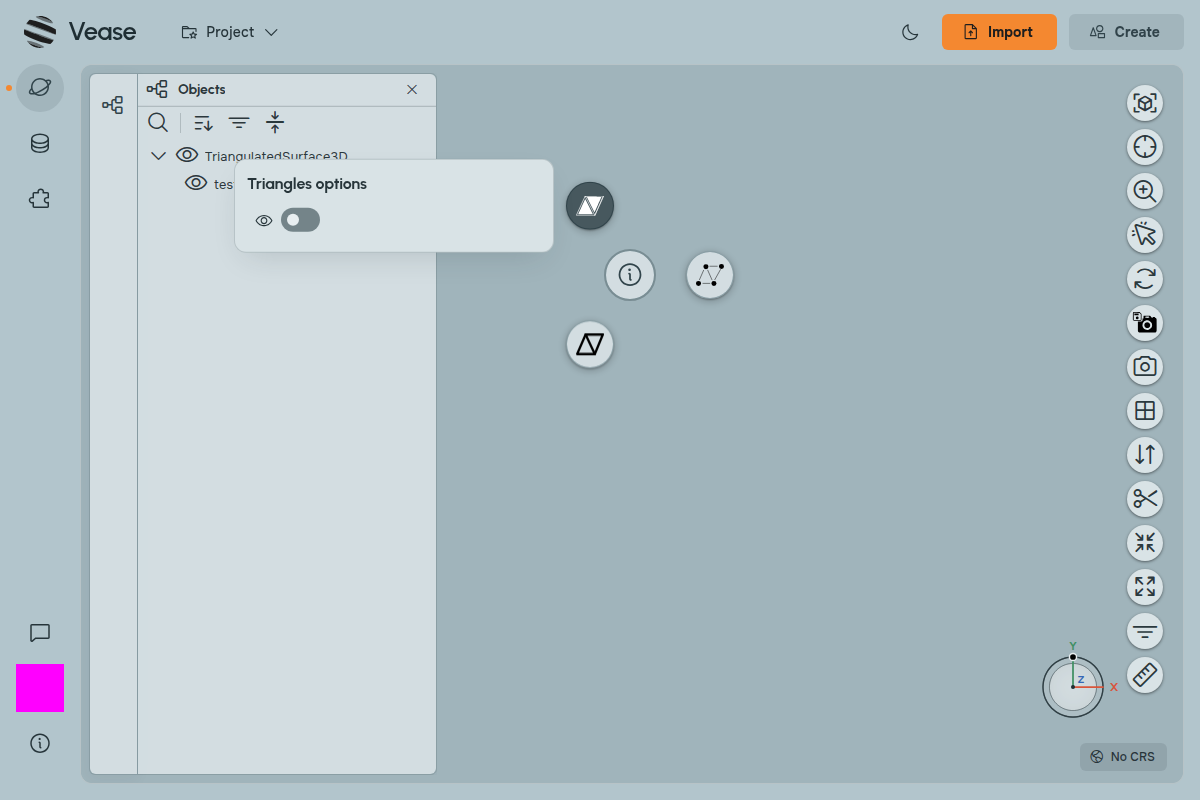 Vease
Project
Import
Create
Objects
TriangulatedSurface3D
tes
Triangles options
Y
Z
X
No CRS